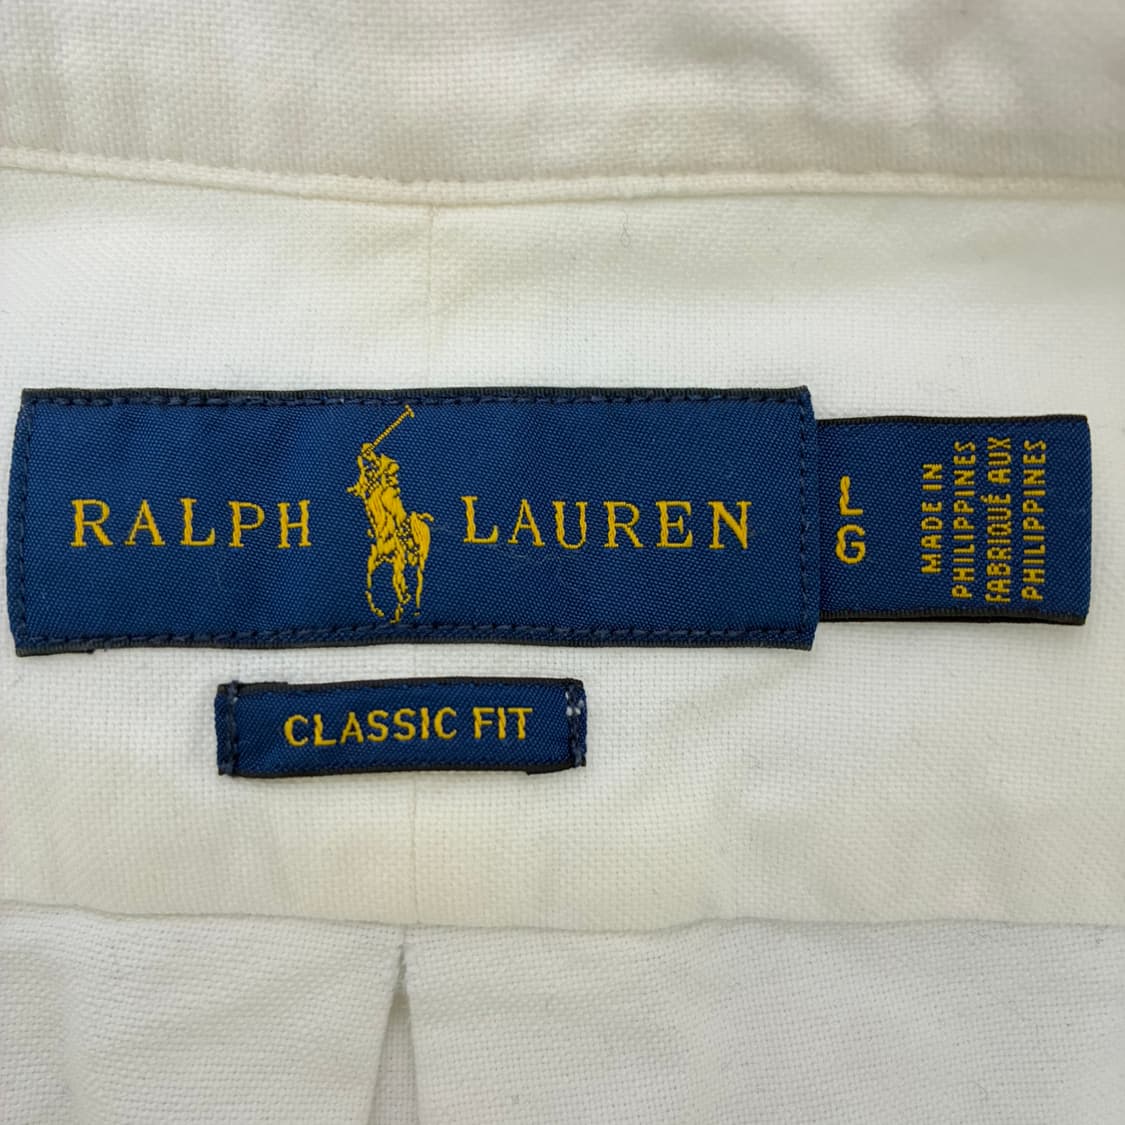 RALPH LAUREN
L
G
MADE IN
PHILIPPINES
FABRIQUÉ AUX
PHILIPPINES
CLASSIC FIT